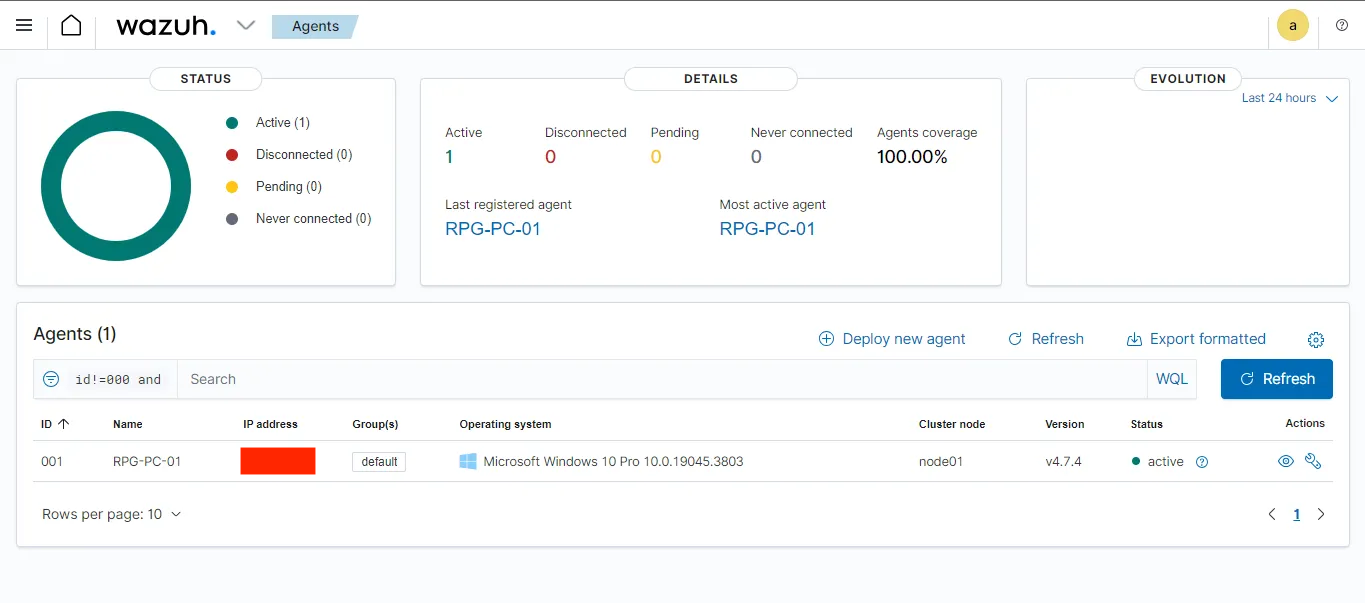 wazuh. Agents a
STATUS
Active (1)
Disconnected (0)
Pending (0)
Never connected (0)
DETAILS
Active Disconnected Pending Never connected Agents coverage
1 0 0 0 100.00%
Last registered agent Most active agent
RPG-PC-01 RPG-PC-01
EVOLUTION
Last 24 hours
Agents (1) Deploy new agent Refresh Export formatted
id!=000 and Search WQL Refresh
ID Name IP address Group(s) Operating system Cluster node Version Status Actions
001 RPG-PC-01 default Microsoft Windows 10 Pro 10.0.19045.3803 node01 v4.7.4 active
Rows per page: 10 1